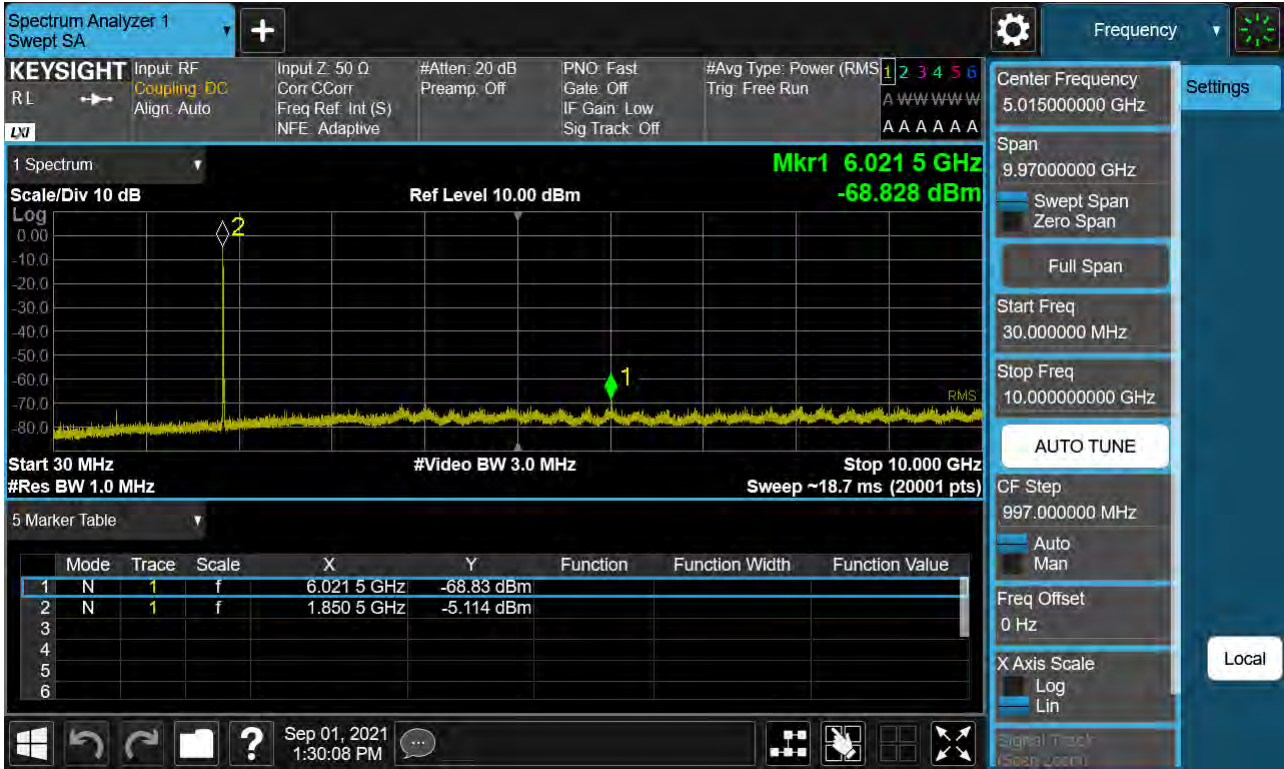 Spectrum Analyzer 1
Swept SA
Frequency
KEYSIGHT
R L
LXI
Input: RF
Coupling: DC
Align: Auto
Input Z: 50 Ω
Corr CCorr
Freq Ref: Int (S)
NFE: Adaptive
#Atten: 20 dB
Preamp: Off
PNO: Fast
Gate: Off
IF Gain: Low
Sig Track: Off
#Avg Type: Power (RMS
Trig: Free Run
1 2 3 4 5 6
A W W W W W
A A A A A A
Center Frequency
5.015000000 GHz
Settings
1 Spectrum
Mkr1 6.021 5 GHz
-68.828 dBm
Scale/Div 10 dB
Ref Level 10.00 dBm
Log
0.00
-10.0
-20.0
-30.0
-40.0
-50.0
-60.0
-70.0
-80.0
2
1
RMS
Start 30 MHz
#Video BW 3.0 MHz
Stop 10.000 GHz
#Res BW 1.0 MHz
Sweep ~18.7 ms (20001 pts)
Span
9.97000000 GHz
Swept Span
Zero Span
Full Span
Start Freq
30.000000 MHz
Stop Freq
10.000000000 GHz
AUTO TUNE
CF Step
997.000000 MHz
Auto
Man
Freq Offset
0 Hz
X Axis Scale
Log
Lin
Signal Track
(Span Zoom)
Local
5 Marker Table
Mode Trace Scale X Y Function Function Width Function Value
1 N 1 f 6.021 5 GHz -68.83 dBm
2 N 1 f 1.850 5 GHz -5.114 dBm
3
4
5
6
Sep 01, 2021
1:30:08 PM